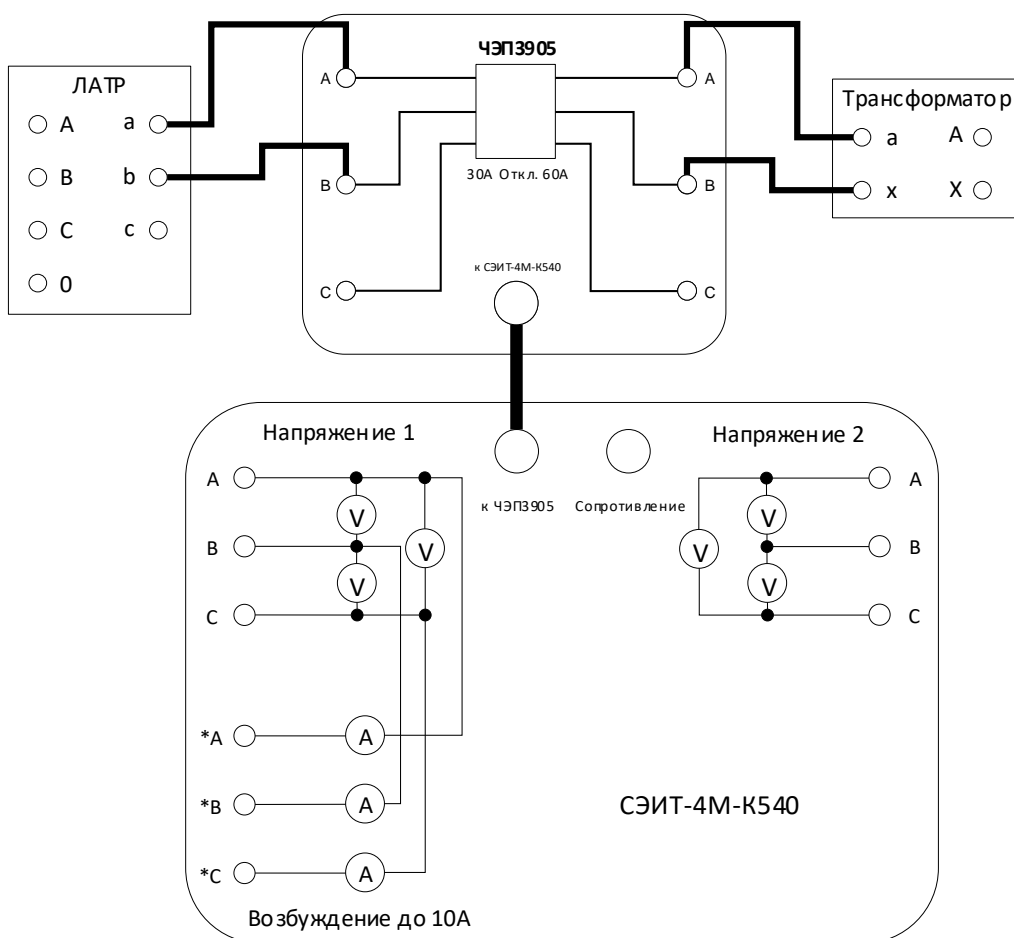 ЧЭП3905
ЛАТР
A
a
B
b
C
c
0
A
B
C
30А Откл. 60А
A
B
C
к СЭИТ-4М-К540
Трансформатор
a
A
x
X
Напряжение 1
Напряжение 2
A
B
C
V
V
V
к ЧЭП3905
Сопротивление
V
V
V
A
B
C
*A
A
*B
A
*C
A
СЭИТ-4М-К540
Возбуждение до 10А